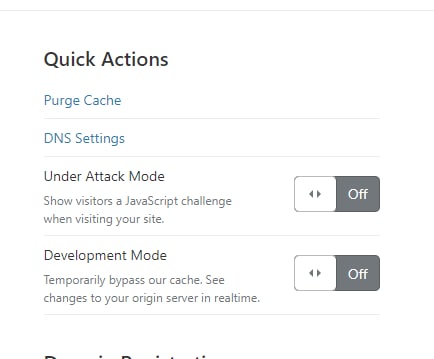 Quick Actions
Purge Cache
DNS Settings
Under Attack Mode
Show visitors a JavaScript challenge
when visiting your site.
Off
Development Mode
Temporarily bypass our cache. See
changes to your origin server in realtime.
Off